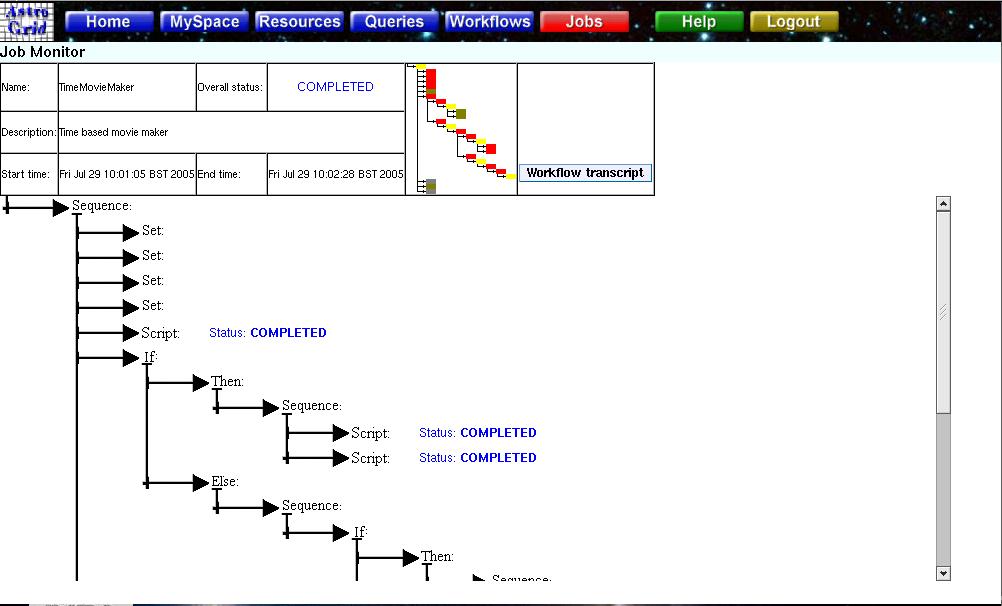 Astro Grid
Home MySpace Resources Queries Workflows Jobs Help Logout
Job Monitor
Name: TimeMovieMaker Overall status: COMPLETED
Description: Time based movie maker
Start time: Fri Jul 29 10:01:05 BST 2005 End time: Fri Jul 29 10:02:28 BST 2005 Workflow transcript
Sequence:
Set:
Set:
Set:
Set:
Script: Status: COMPLETED
If:
Then:
Sequence:
Script: Status: COMPLETED
Script: Status: COMPLETED
Else:
Sequence:
If:
Then:
Sequence: